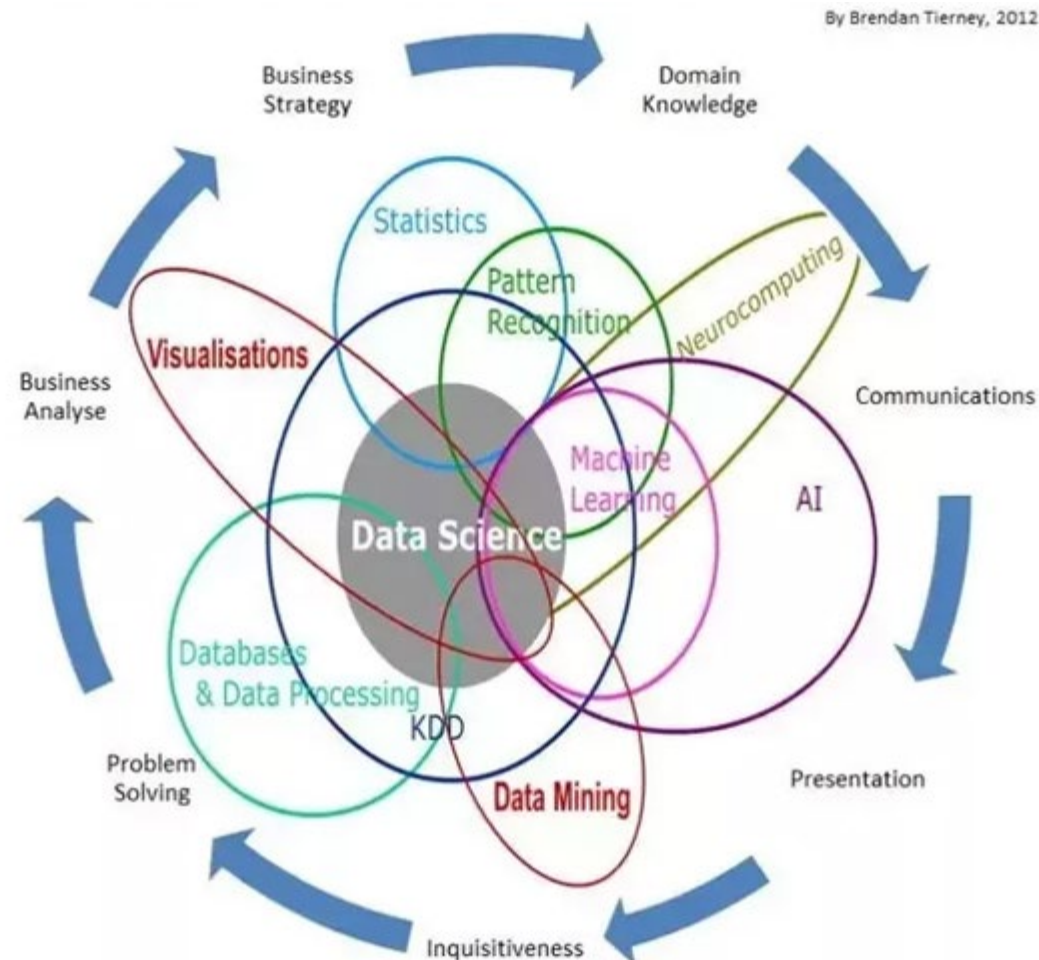 By Brendan Tierney, 2012
Business
Strategy
Domain
Knowledge
Statistics
Pattern
Recognition
Neurocomputing
Visualisations
Business
Analyse
Communications
Machine
Learning
AI
Data Science
Databases
& Data Processing
KDD
Problem
Solving
Presentation
Data Mining
Inquisitiveness